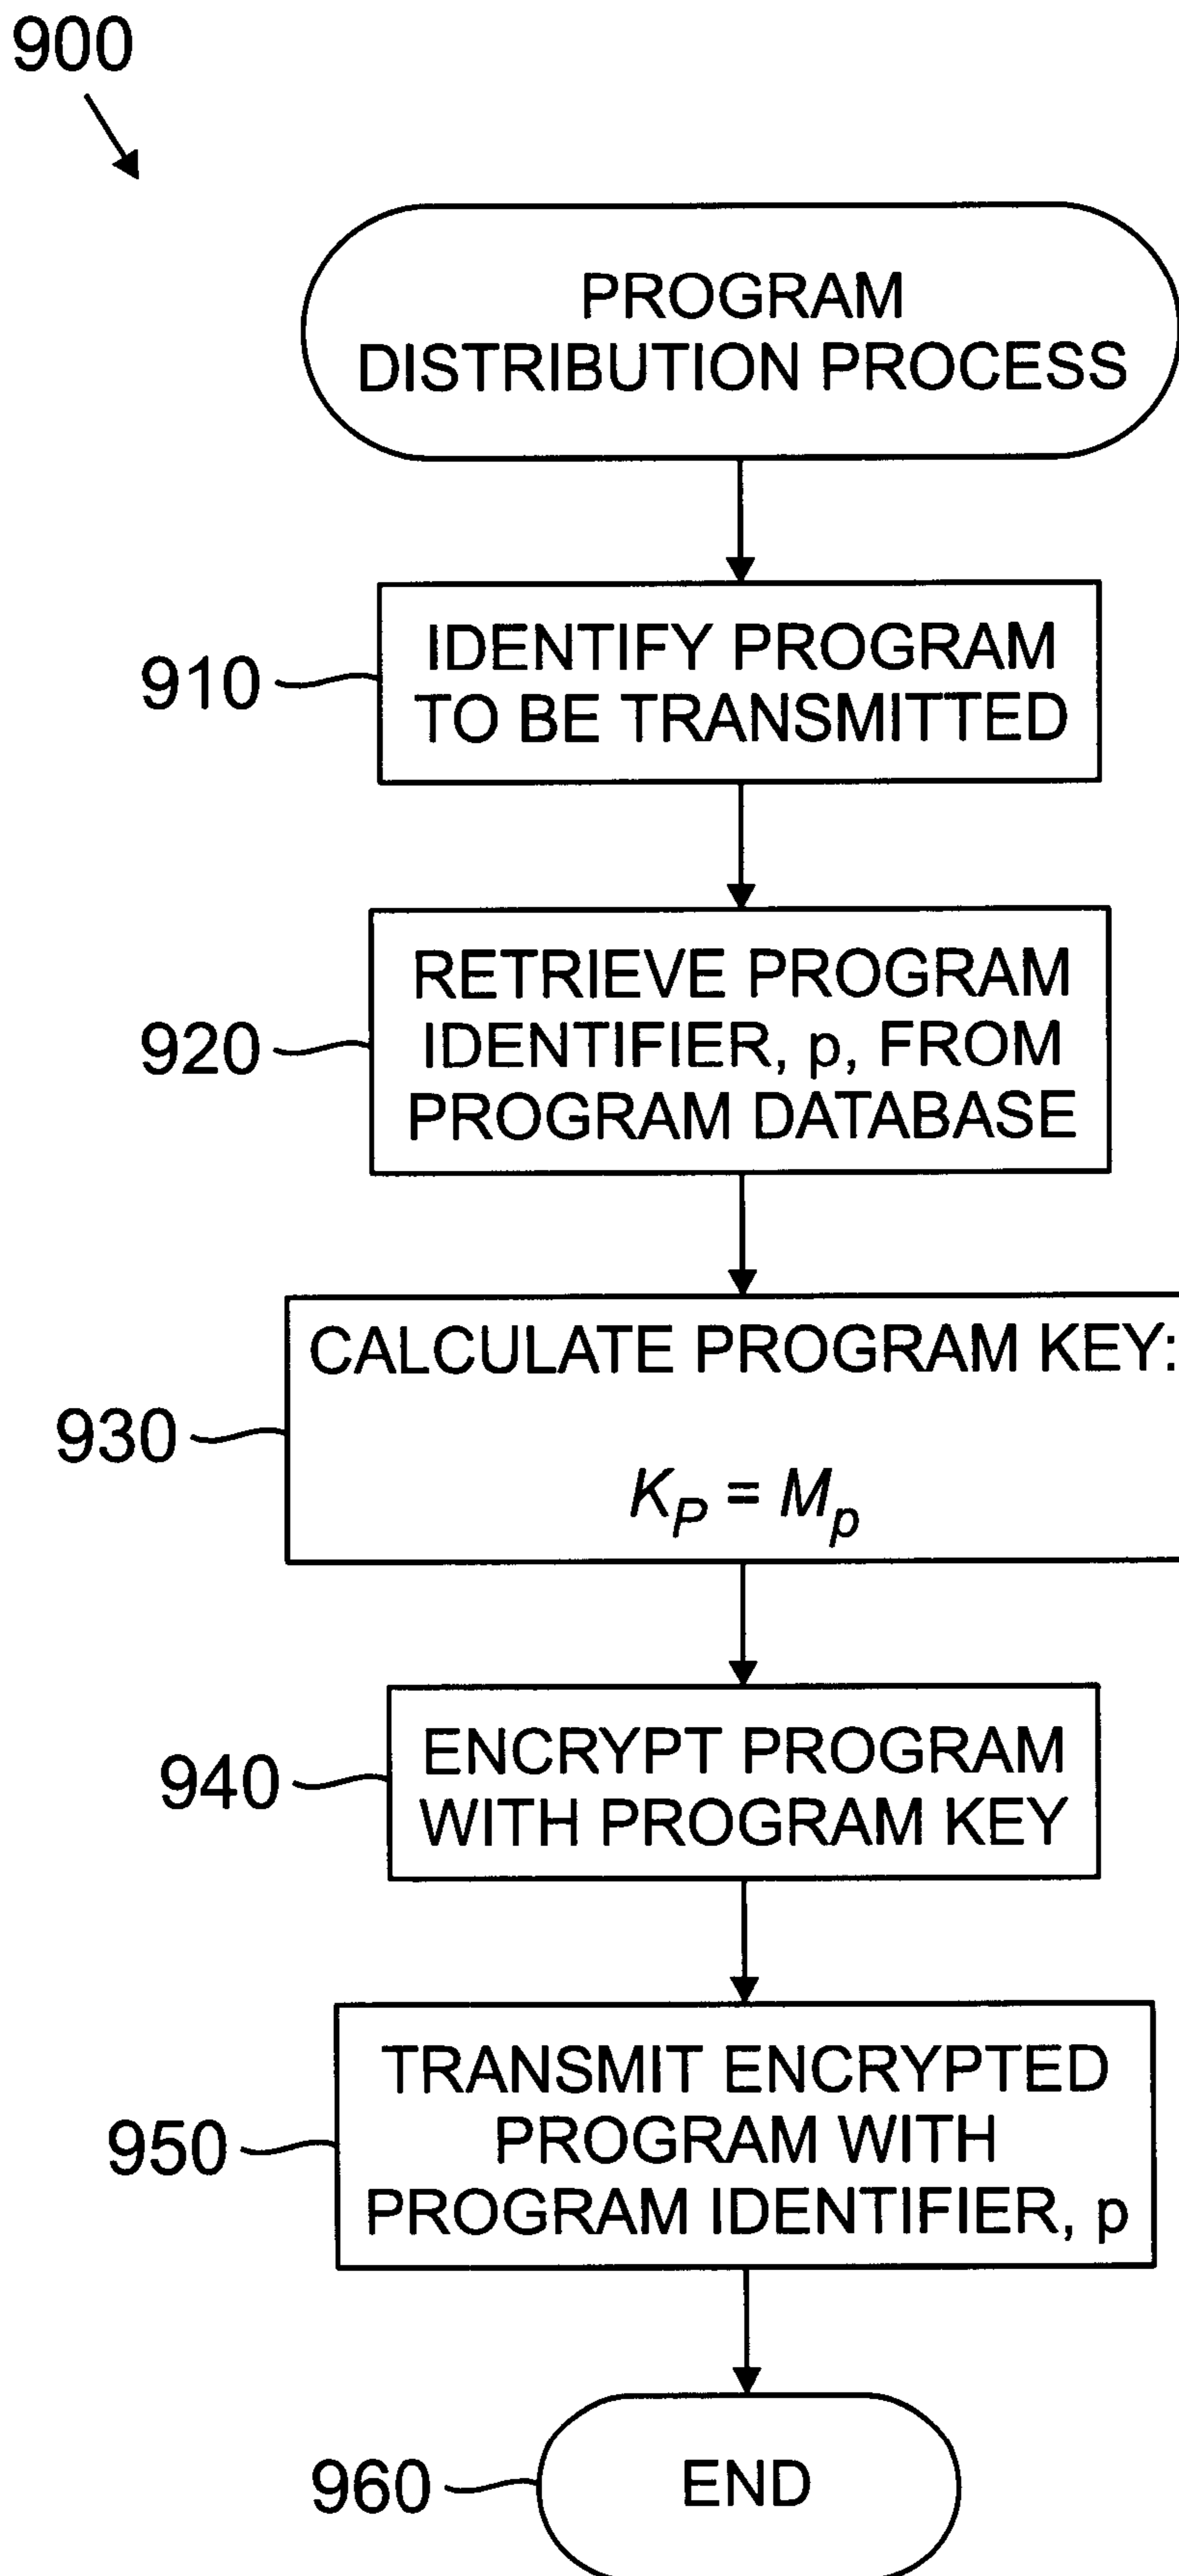 900
PROGRAM
DISTRIBUTION PROCESS
910
IDENTIFY PROGRAM
TO BE TRANSMITTED
920
RETRIEVE PROGRAM
IDENTIFIER, p, FROM
PROGRAM DATABASE
930
CALCULATE PROGRAM KEY:
K_P = M_p
940
ENCRYPT PROGRAM
WITH PROGRAM KEY
950
TRANSMIT ENCRYPTED
PROGRAM WITH
PROGRAM IDENTIFIER, p
960
END